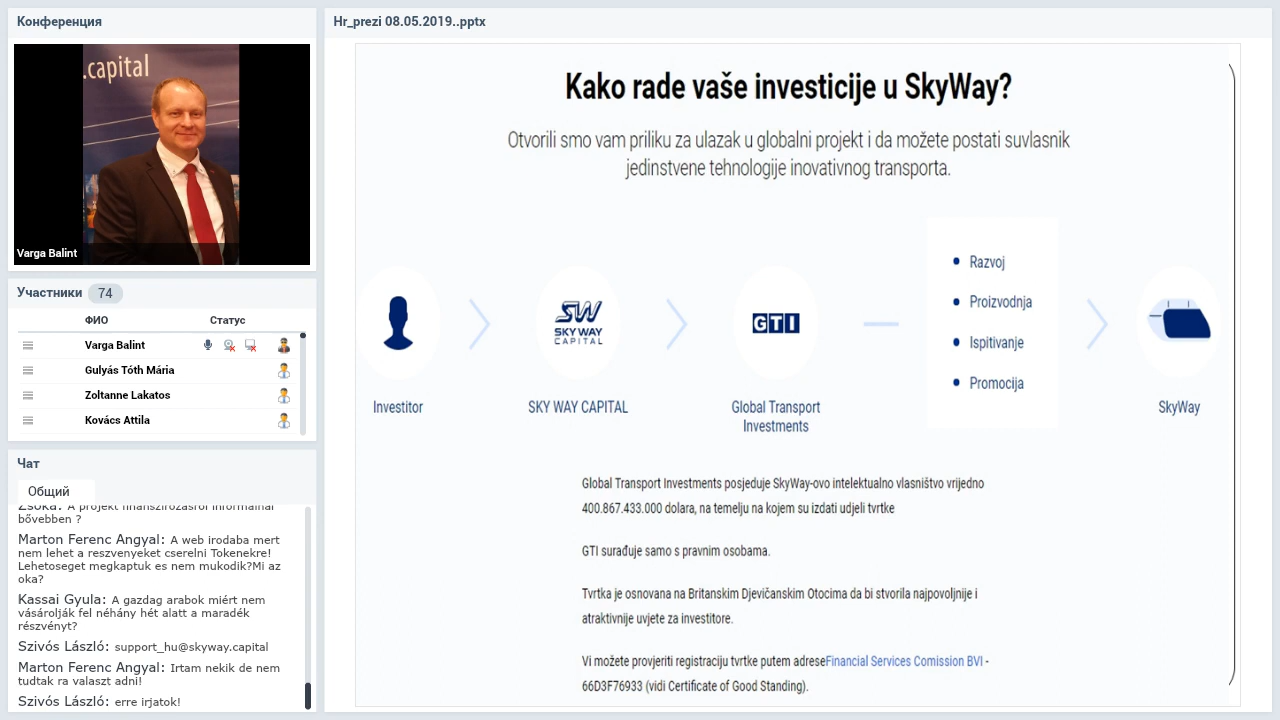 Конференция
.capital
Varga Balint
Участники 74
ФИО Статус
Varga Balint
Gulyás Tóth Mária
Zoltanne Lakatos
Kovács Attila
Чат
Общий
Zsóka: A projekt finanszírozásról informálnál
bővebben ?
Marton Ferenc Angyal: A web irodaba mert
nem lehet a reszvenyeket cserelni Tokenekre!
Lehetoseget megkaptuk es nem mukodik?Mi az
oka?
Kassai Gyula: A gazdag arabok miért nem
vásárolják fel néhány hét alatt a maradék
részvényt?
Szivós László: support_hu@skyway.capital
Marton Ferenc Angyal: Irtam nekik de nem
tudtak ra valaszt adni!
Szivós László: erre irjatok!
Hr_prezi 08.05.2019..pptx
Kako rade vaše investicije u SkyWay?
Otvorili smo vam priliku za ulazak u globalni projekt i da možete postati suvlasnik
jedinstvene tehnologije inovativnog transporta.
Investitor
SW
SKY WAY
CAPITAL
SKY WAY CAPITAL
GTI
Global Transport
Investments
Razvoj
Proizvodnja
Ispitivanje
Promocija
SkyWay
Global Transport Investments posjeduje SkyWay-ovo intelektualno vlasništvo vrijedno
400.867.433.000 dolara, na temelju na kojem su izdati udjeli tvrtke
GTI surađuje samo s pravnim osobama.
Tvrtka je osnovana na Britanskim Djevičanskim Otocima da bi stvorila najpovoljnije i
atraktivnije uvjete za investitore.
Vi možete provjeriti registraciju tvrtke putem adreseFinancial Services Comission BVI -
66D3F76933 (vidi Certificate of Good Standing).